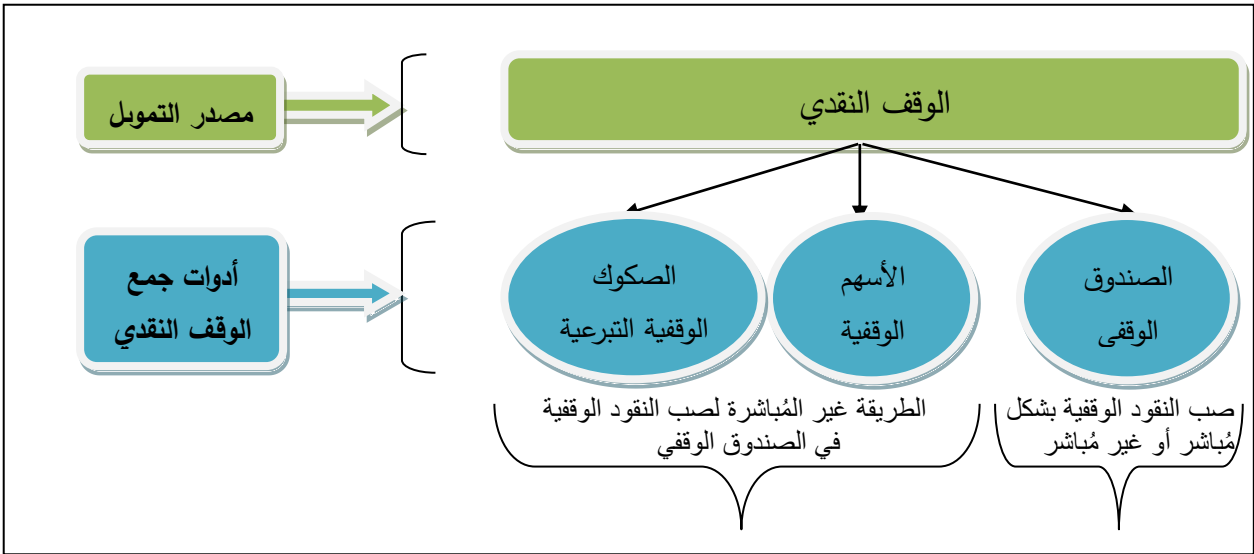 الوقف النقدي
مصدر التمويل
الصندوق
الوقفى
الأسهم
الوقفية
الصكوك
الوقفية التبرعية
أدوات جمع
الوقف النقدي
صب النقود الوقفية بشكل
مُباشر أو غير مُباشر
الطريقة غير المُباشرة لصب النقود الوقفية
في الصندوق الوقفي